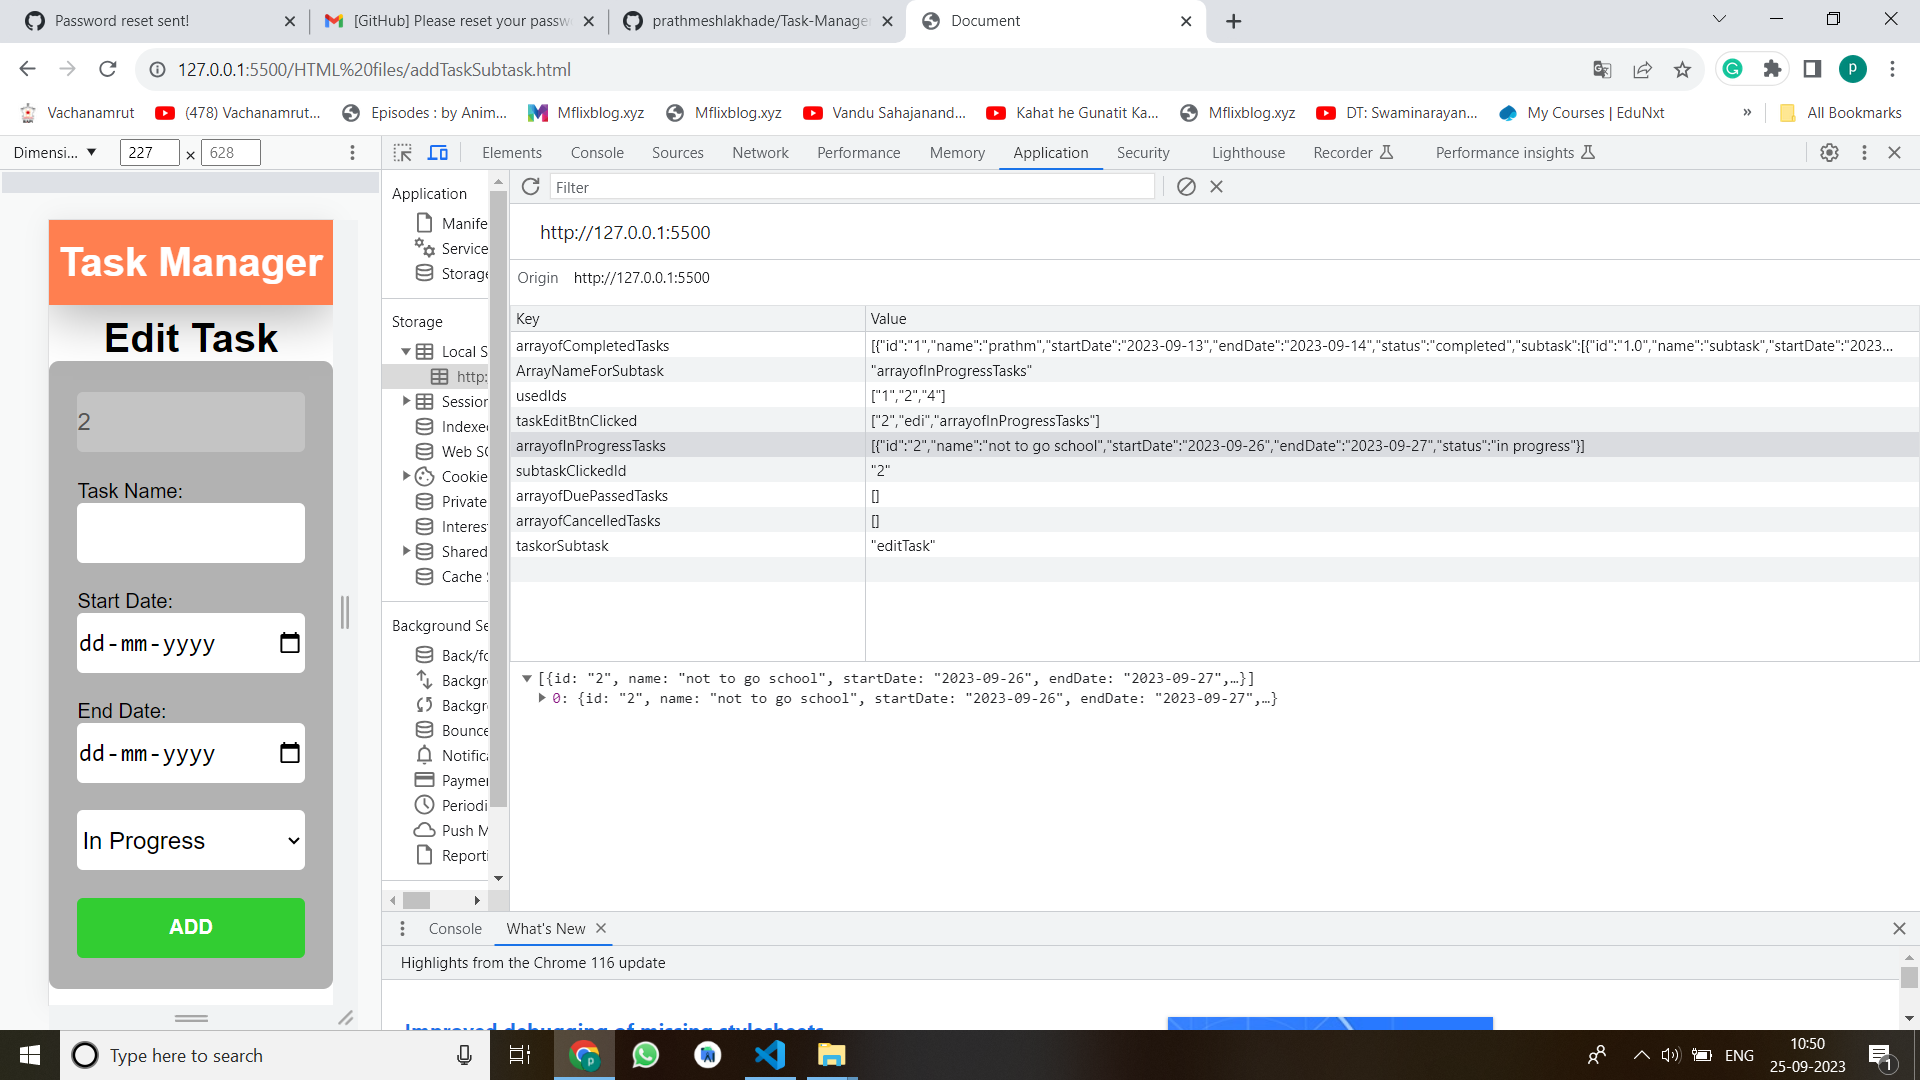 Password reset sent!
[GitHub] Please reset your passw
prathmeshlakhade/Task-Manage
Document
127.0.0.1:5500/HTML%20files/addTaskSubtask.html
P
Vachanamrut
(478) Vachanamrut...
Episodes : by Anim...
Mflixblog.xyz
Mflixblog.xyz
Vandu Sahajanand...
Kahat he Gunatit Ka...
Mflixblog.xyz
DT: Swaminarayan...
My Courses | EduNxt
»
All Bookmarks
Dimensi...
227
×
628
Elements
Console
Sources
Network
Performance
Memory
Application
Security
Lighthouse
Recorder
Performance insights
Filter
Task Manager
Edit Task
2
Task Name:
Start Date:
dd-mm-yyyy
End Date:
dd-mm-yyyy
In Progress
ADD
Application
Manife
Service
Storage
Storage
Local S
http:
Session
Indexed
Web SQ
Cookie
Private
Interes
Shared
Cache S
Background Se
Back/fo
Backgr
Backgr
Bounce
Notifica
Paymen
Periodi
Push M
Reporti
http://127.0.0.1:5500
Origin http://127.0.0.1:5500
Key Value
arrayofCompletedTasks [{"id":"1","name":"prathm","startDate":"2023-09-13","endDate":"2023-09-14","status":"completed","subtask":[{"id":"1.0","name":"subtask","startDate":"2023...
ArrayNameForSubtask "arrayofInProgressTasks"
usedIds ["1","2","4"]
taskEditBtnClicked ["2","edi","arrayofInProgressTasks"]
arrayofInProgressTasks [{"id":"2","name":"not to go school","startDate":"2023-09-26","endDate":"2023-09-27","status":"in progress"}]
subtaskClickedId "2"
arrayofDuePassedTasks []
arrayofCancelledTasks []
taskorSubtask "editTask"
[{id: "2", name: "not to go school", startDate: "2023-09-26", endDate: "2023-09-27",…}]
0: {id: "2", name: "not to go school", startDate: "2023-09-26", endDate: "2023-09-27",…}
Console
What's New
Highlights from the Chrome 116 update
Improved debugging of missing stylesheets
Type here to search
P
ENG
10:50
25-09-2023
1